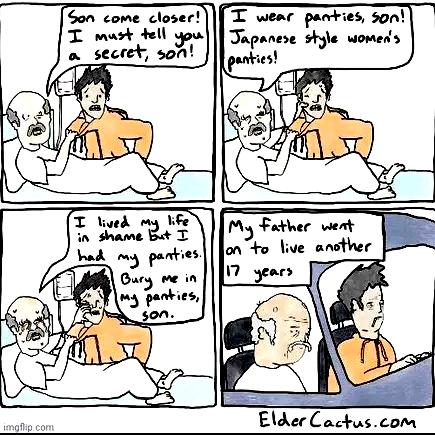 Son come closer!
I must tell you
a secret, son!
I wear panties, son!
Japanese style women's
panties!
I lived my life
in shame but I
had my panties.
Bury me in
my panties,
son.
My father went
on to live another
17 years
ElderCactus.com
imgflip.com